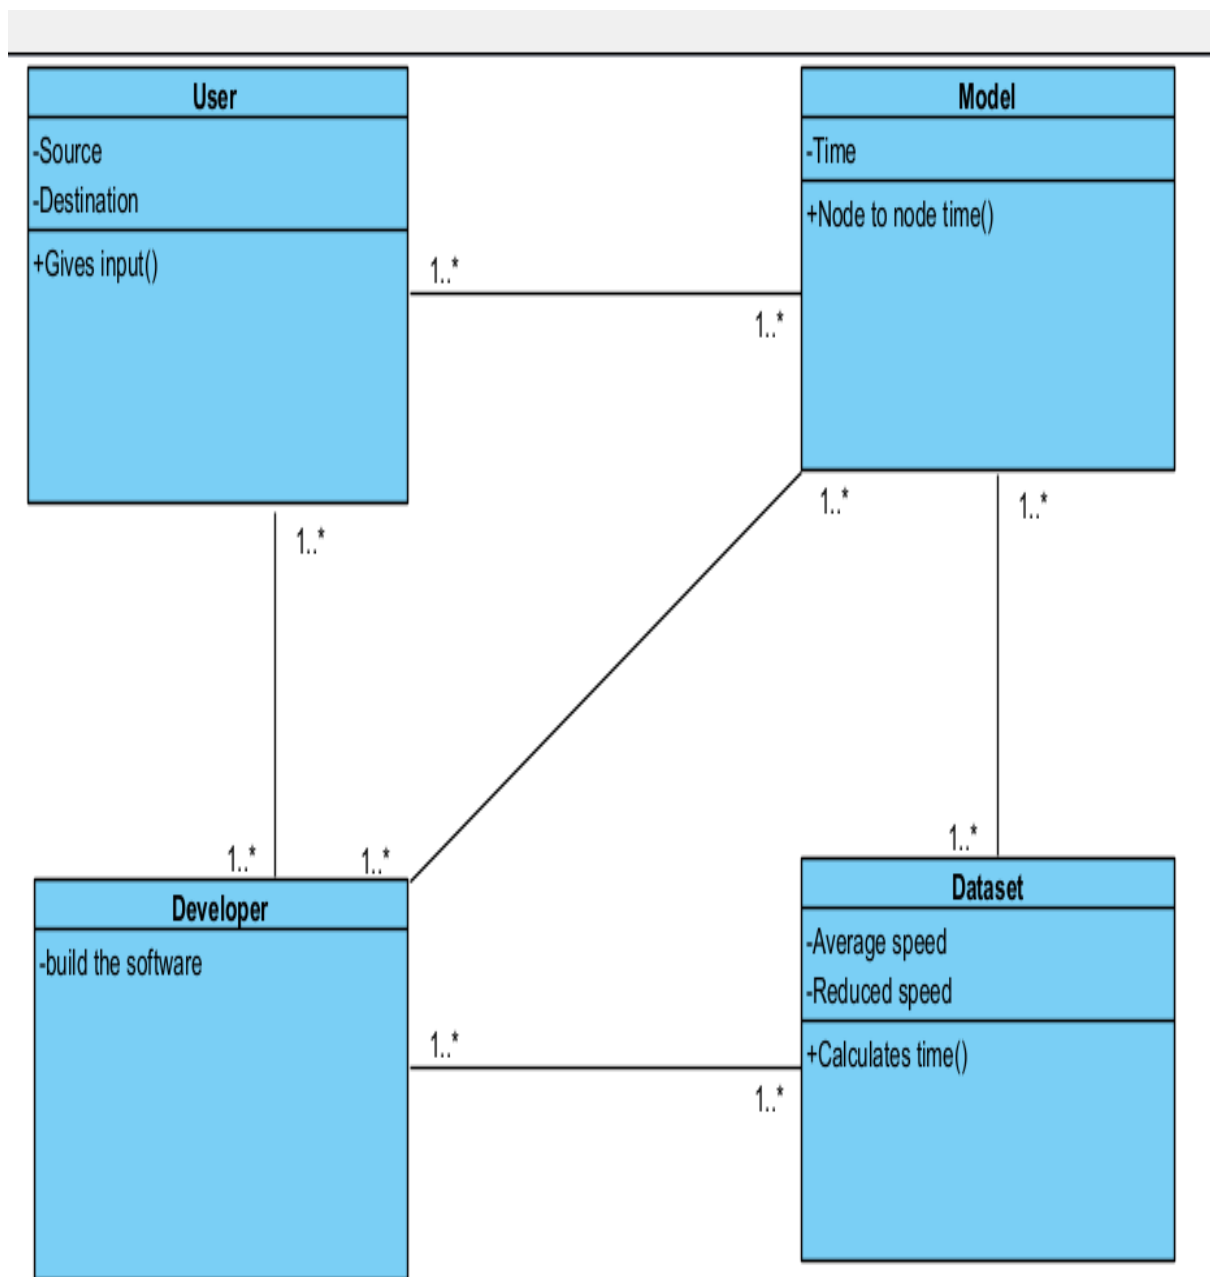 User
-Source
-Destination
+Gives input()
Model
-Time
+Node to node time()
1..*
1..*
1..*
1..*
1..*
1..*
1..*
1..*
Developer
-build the software
Dataset
-Average speed
-Reduced speed
+Calculates time()
1..*
1..*